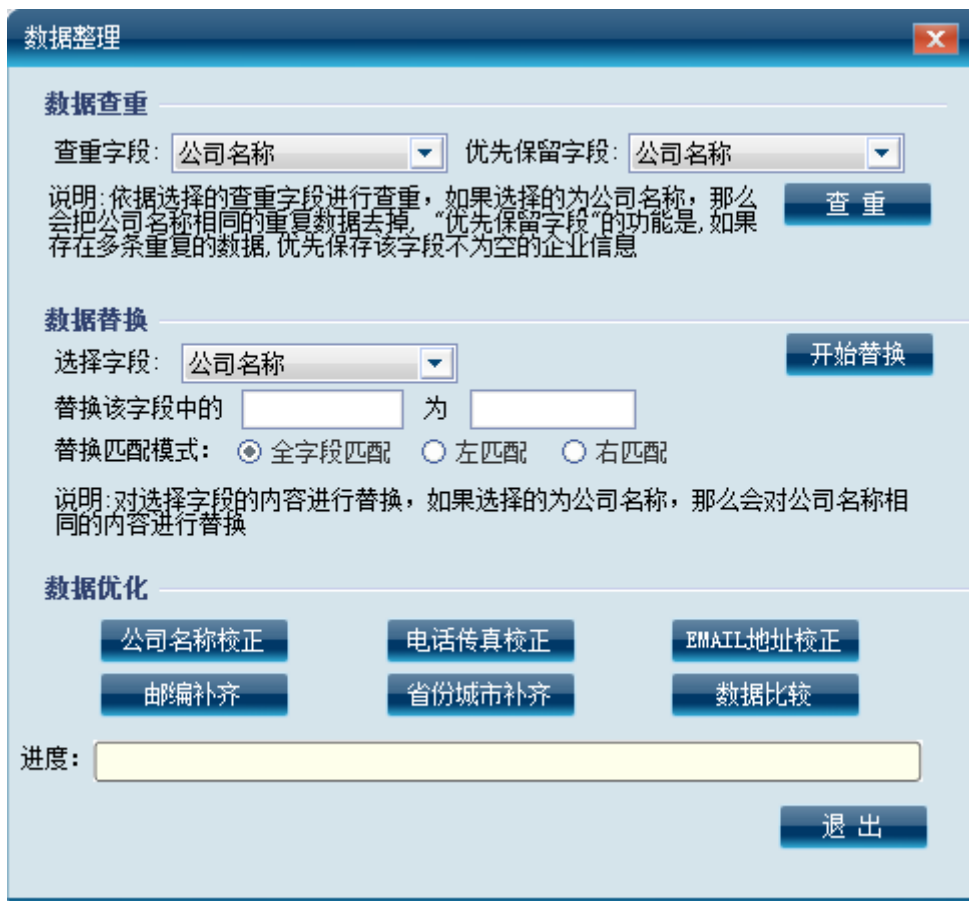 数据整理
数据查重
查重字段: 公司名称 优先保留字段: 公司名称
说明:依据选择的查重字段进行查重，如果选择的为公司名称，那么
会把公司名称相同的重复数据去掉, “优先保留字段”的功能是,如果
存在多条重复的数据,优先保存该字段不为空的企业信息
查 重
数据替换
选择字段: 公司名称
开始替换
替换该字段中的 为
替换匹配模式: 全字段匹配 左匹配 右匹配
说明:对选择字段的内容进行替换，如果选择的为公司名称，那么会对公司名称相
同的内容进行替换
数据优化
公司名称校正 电话传真校正 EMAIL地址校正
邮编补齐 省份城市补齐 数据比较
进度:
退 出